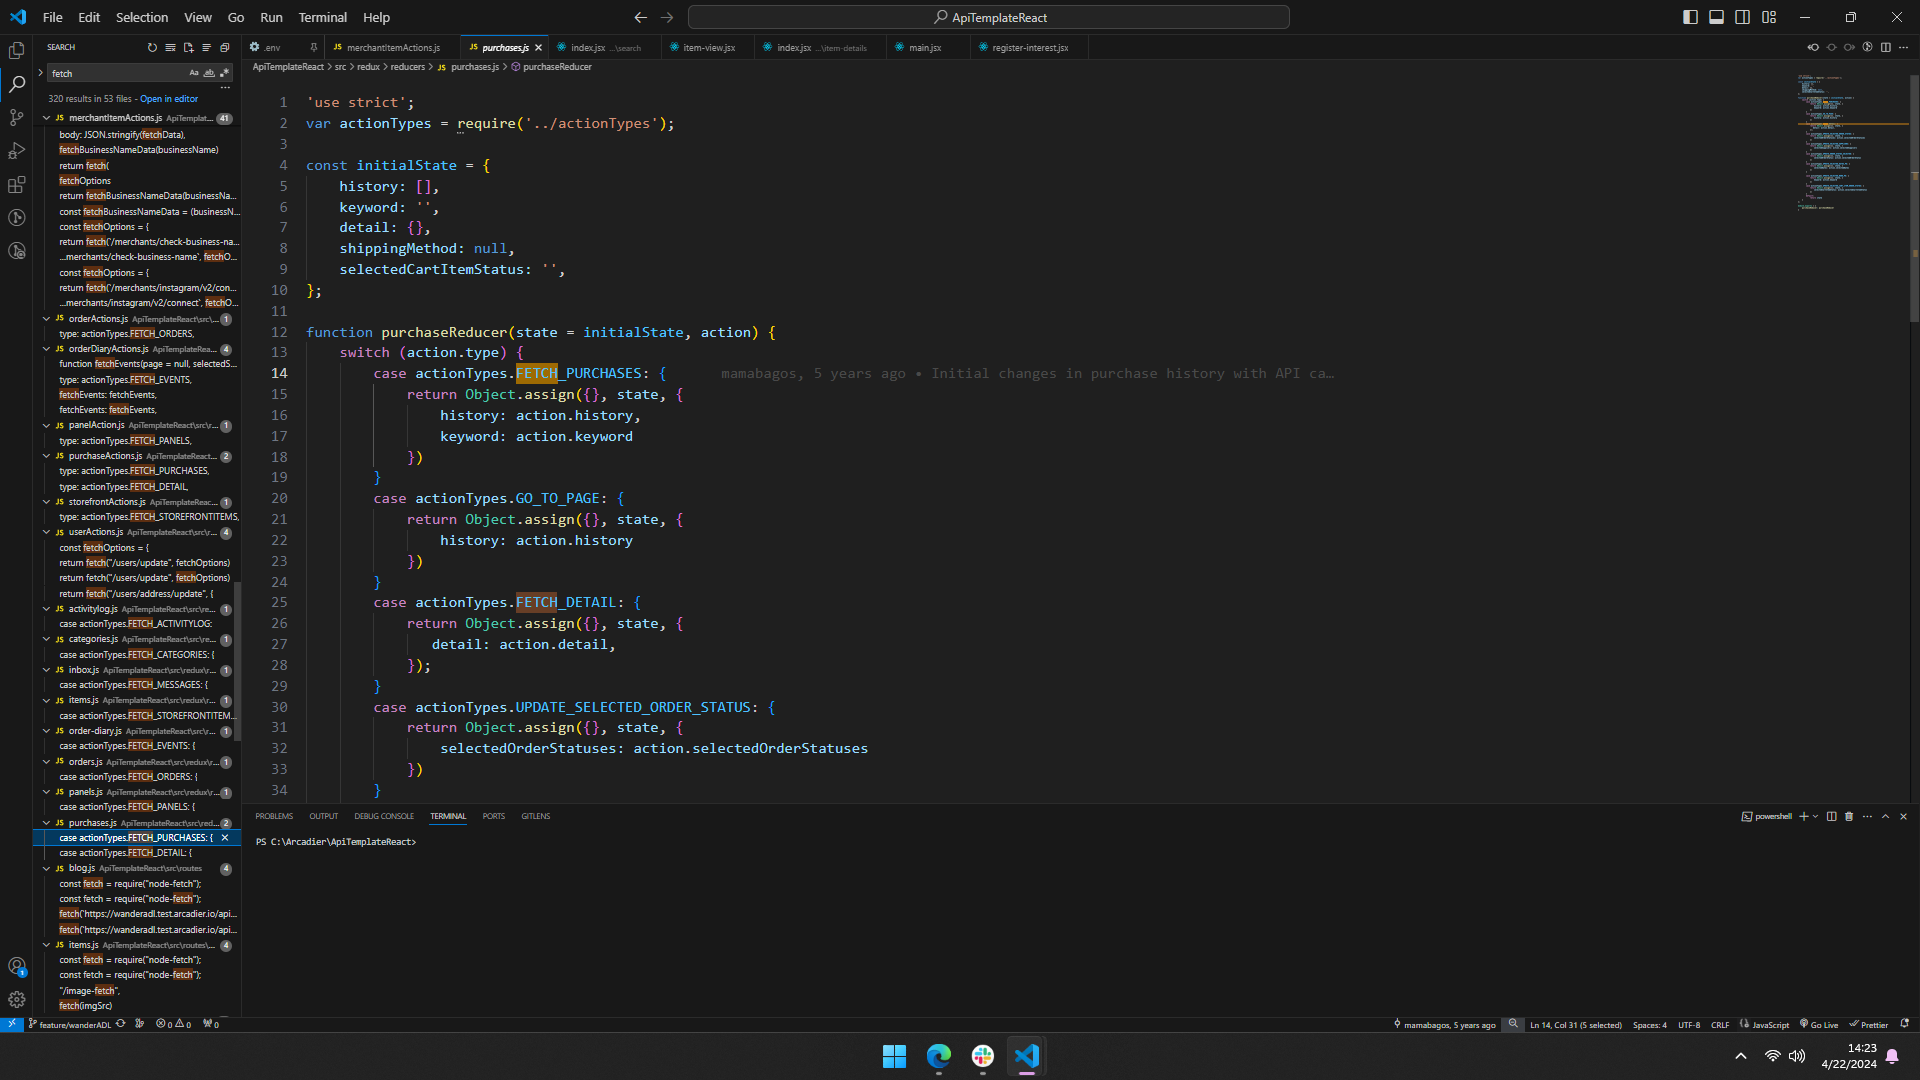 File Edit Selection View Go Run Terminal Help
ApiTemplateReact
SEARCH
fetch
Aa ab .*
320 results in 53 files - Open in editor
merchantItemActions.js ApiTemplat... 41
body: JSON.stringify(fetchData),
fetchBusinessNameData(businessName)
return fetch(
fetchOptions
return fetchBusinessNameData(businessNa...
const fetchBusinessNameData = (businessN...
const fetchOptions = {
return fetch(`/merchants/check-business-na...
...merchants/check-business-name`, fetchO...
const fetchOptions = {
return fetch(`/merchants/instagram/v2/con...
...merchants/instagram/v2/connect`, fetchO...
orderActions.js ApiTemplateReact\src\... 1
type: actionTypes.FETCH_ORDERS,
orderDiaryActions.js ApiTemplateRea... 4
function fetchEvents(page = null, selectedS...
type: actionTypes.FETCH_EVENTS,
fetchEvents: fetchEvents,
fetchEvents: fetchEvents,
panelAction.js ApiTemplateReact\src\r... 1
type: actionTypes.FETCH_PANELS,
purchaseActions.js ApiTemplateReact... 2
type: actionTypes.FETCH_PURCHASES,
type: actionTypes.FETCH_DETAIL,
storefrontActions.js ApiTemplateReac... 1
type: actionTypes.FETCH_STOREFRONTITEMS,
userActions.js ApiTemplateReact\src\r... 4
const fetchOptions = {
return fetch("/users/update", fetchOptions)
return fetch("/users/update", fetchOptions)
return fetch("/users/address/update", {
activitylog.js ApiTemplateReact\src\re... 1
case actionTypes.FETCH_ACTIVITYLOG:
categories.js ApiTemplateReact\src\re... 1
case actionTypes.FETCH_CATEGORIES: {
inbox.js ApiTemplateReact\src\redux\r... 1
case actionTypes.FETCH_MESSAGES: {
items.js ApiTemplateReact\src\redux\r... 1
case actionTypes.FETCH_STOREFRONTITEM...
order-diary.js ApiTemplateReact\src\re... 1
case actionTypes.FETCH_EVENTS: {
orders.js ApiTemplateReact\src\redux\r... 1
case actionTypes.FETCH_ORDERS: {
panels.js ApiTemplateReact\src\redux\r... 1
case actionTypes.FETCH_PANELS: {
purchases.js ApiTemplateReact\src\red... 2
case actionTypes.FETCH_PURCHASES: {
case actionTypes.FETCH_DETAIL: {
blog.js ApiTemplateReact\src\routes 4
const fetch = require("node-fetch");
const fetch = require("node-fetch");
fetch('https://wanderadl.test.arcadier.io/api...
fetch('https://wanderadl.test.arcadier.io/api...
items.js ApiTemplateReact\src\routes\... 4
const fetch = require("node-fetch");
const fetch = require("node-fetch");
"/image-fetch",
fetch(imgSrc)
.env merchantItemActions.js purchases.js index.jsx ...\search item-view.jsx index.jsx ...\item-details main.jsx register-interest.jsx
ApiTemplateReact > src > redux > reducers > JS purchases.js > purchaseReducer
1 'use strict';
2 var actionTypes = require('../actionTypes');
3
4 const initialState = {
5 history: [],
6 keyword: '',
7 detail: {},
8 shippingMethod: null,
9 selectedCartItemStatus: '',
10 };
11
12 function purchaseReducer(state = initialState, action) {
13 switch (action.type) {
14 case actionTypes.FETCH_PURCHASES: { mamabagos, 5 years ago • Initial changes in purchase history with API ca…
15 return Object.assign({}, state, {
16 history: action.history,
17 keyword: action.keyword
18 })
19 }
20 case actionTypes.GO_TO_PAGE: {
21 return Object.assign({}, state, {
22 history: action.history
23 })
24 }
25 case actionTypes.FETCH_DETAIL: {
26 return Object.assign({}, state, {
27 detail: action.detail,
28 });
29 }
30 case actionTypes.UPDATE_SELECTED_ORDER_STATUS: {
31 return Object.assign({}, state, {
32 selectedOrderStatuses: action.selectedOrderStatuses
33 })
34 }
PROBLEMS OUTPUT DEBUG CONSOLE TERMINAL PORTS GITLENS
powershell
PS C:\Arcadier\ApiTemplateReact>
feature/wanderADL 0 0 0
mamabagos, 5 years ago Ln 14, Col 31 (5 selected) Spaces: 4 UTF-8 CRLF JavaScript Go Live Prettier
14:23
4/22/2024